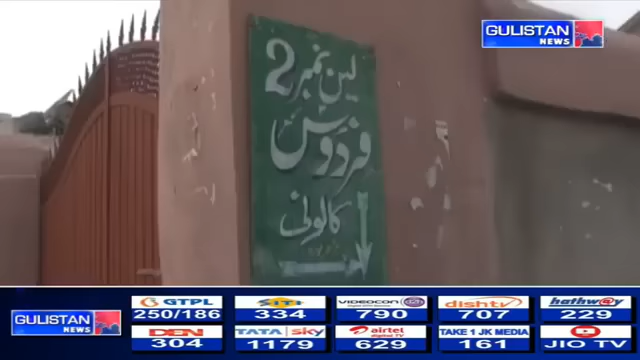 GULISTAN
NEWS
لین نمبر 2
فردوس
کالونی
GULISTAN
NEWS
GTPL
250/186
SITI
334
VIDEOCON d2h
790
dishtv
707
hathway
229
DEN
304
TATA sky
1179
airtel
digital TV
629
TAKE 1 JK MEDIA
161
JIO TV